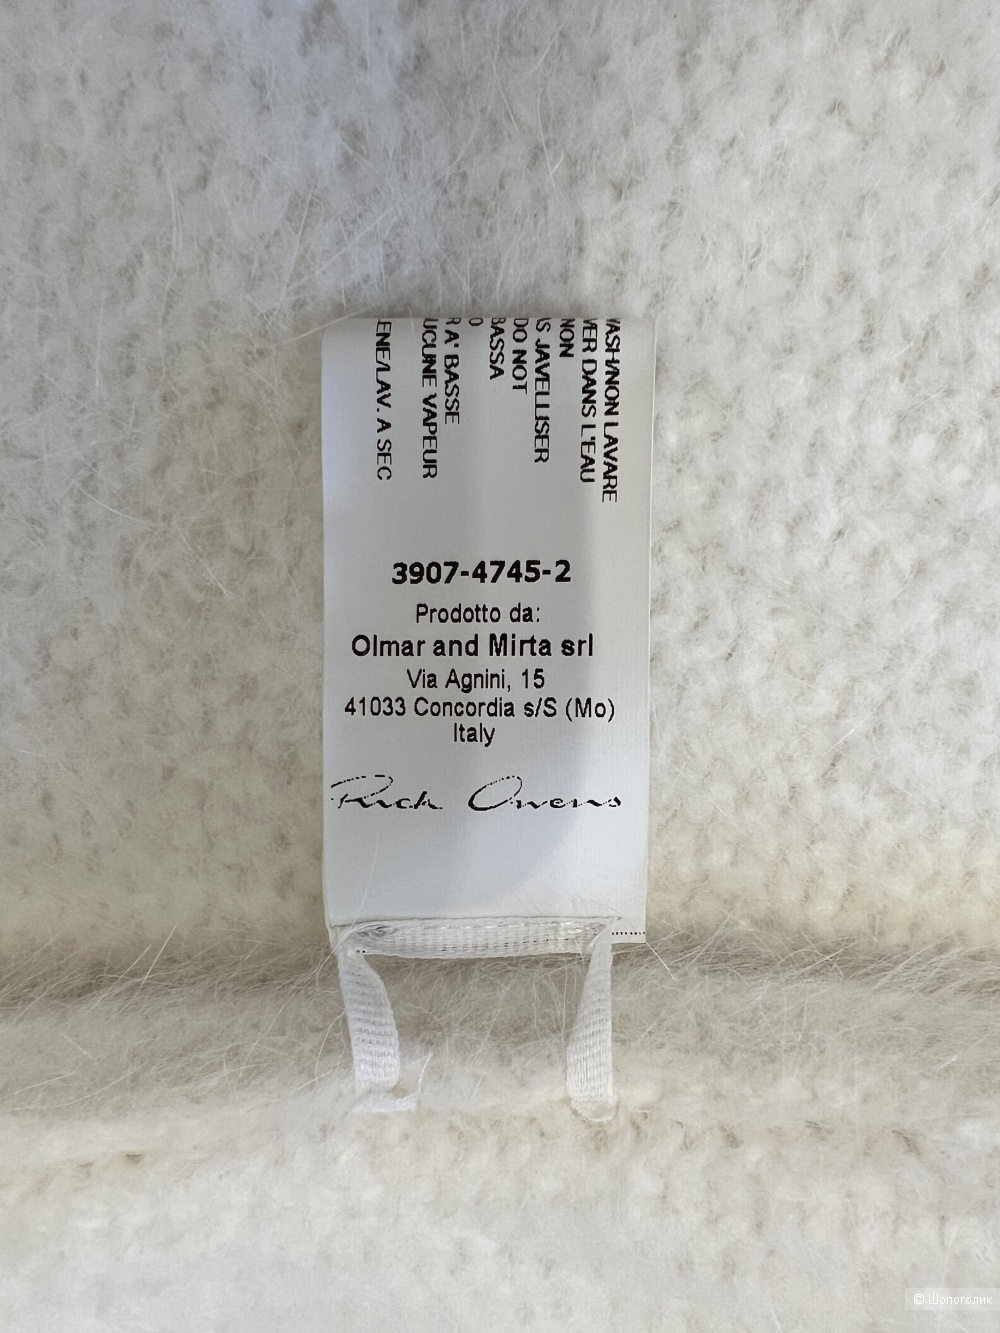 WASH/NON LAVARE
VER DANS L'EAU
NON
S JAVELLISER
DO NOT
BASSA
O
R A' BASSE
UCUNE VAPEUR
ENE/LAV. A SEC
3907-4745-2
Prodotto da:
Olmar and Mirta srl
Via Agnini, 15
41033 Concordia s/S (Mo)
Italy
Rick Owens
© Шопоголик